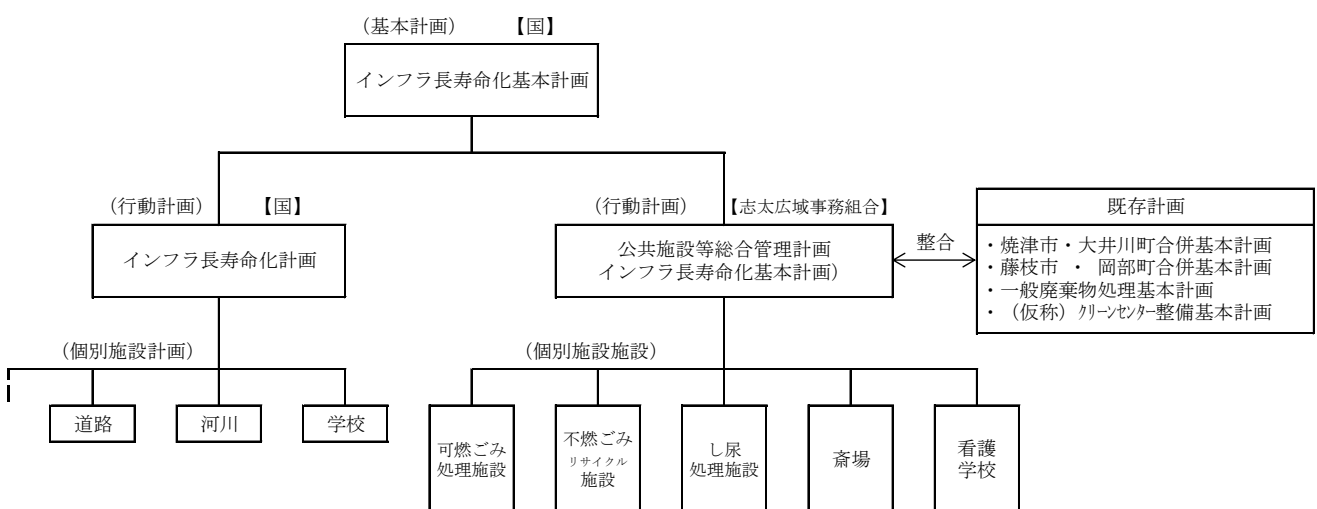 (基本計画) 【国】
インフラ長寿命化基本計画
(行動計画) 【国】
インフラ長寿命化計画
(行動計画) 【志太広域事務組合】
公共施設等総合管理計画
インフラ長寿命化基本計画)
整合
既存計画
・焼津市・大井川町合併基本計画
・藤枝市 ・ 岡部町合併基本計画
・一般廃棄物処理基本計画
・(仮称)クリーンセンター整備基本計画
(個別施設計画)
道路
河川
学校
(個別施設施設)
可燃ごみ
処理施設
不燃ごみ
リサイクル
施設
し尿
処理施設
斎場
看護
学校